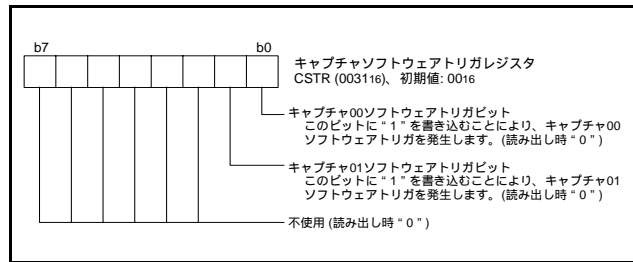 b7 b0
キャプチャソフトウェアトリガレジスタ
CSTR (003116)、初期値: 0016
キャプチャ00ソフトウェアトリガビット
このビットに“1”を書き込むことにより、キャプチャ00
ソフトウェアトリガを発生します。(読み出し時“0”)
キャプチャ01ソフトウェアトリガビット
このビットに“1”を書き込むことにより、キャプチャ01
ソフトウェアトリガを発生します。(読み出し時“0”)
不使用 (読み出し時“0”)